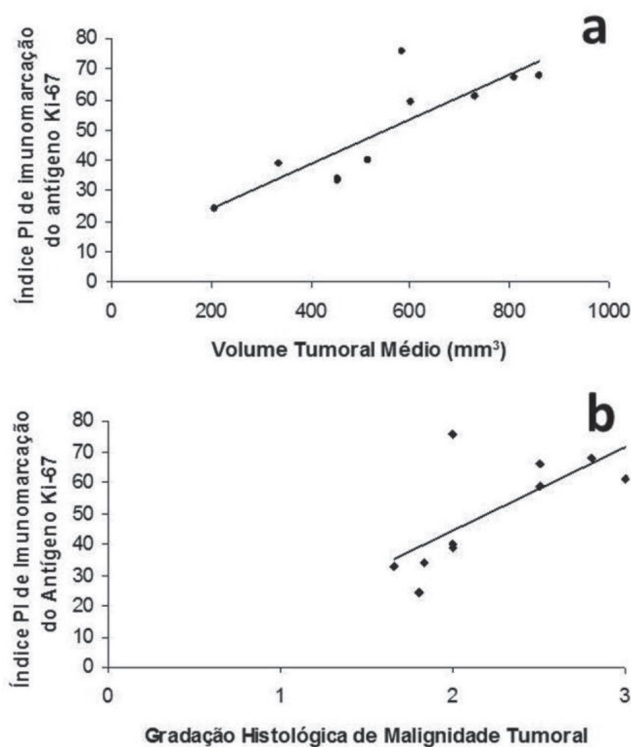 a
Índice PI de imunomarcação
do antígeno Ki-67
80
70
60
50
40
30
20
10
0
0 200 400 600 800 1000
Volume Tumoral Médio (mm³)
b
Índice PI de Imunomarcação
do Antígeno Ki-67
80
70
60
50
40
30
20
10
0
0 1 2 3
Gradação Histológica de Malignidade Tumoral